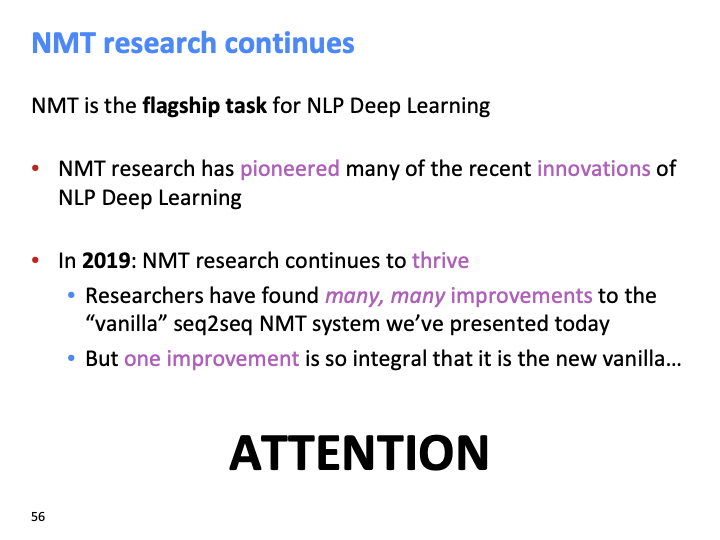 NMT research continues
NMT is the flagship task for NLP Deep Learning
• NMT research has pioneered many of the recent innovations of
NLP Deep Learning
• In 2019: NMT research continues to thrive
• Researchers have found many, many improvements to the
“vanilla” seq2seq NMT system we’ve presented today
• But one improvement is so integral that it is the new vanilla…
ATTENTION
56